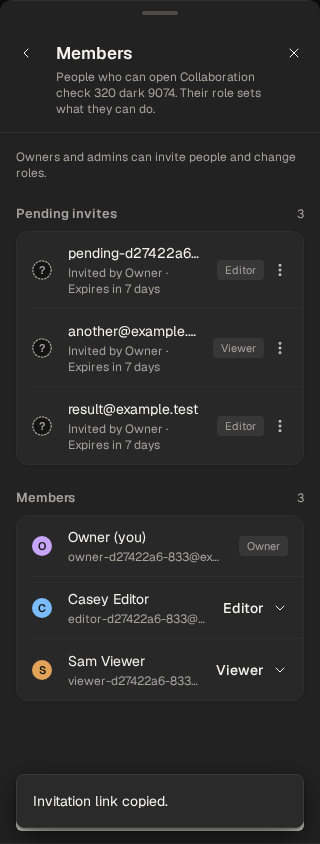 Members
People who can open Collaboration
check 320 dark 9074. Their role sets
what they can do.
Owners and admins can invite people and change
roles.
Pending invites 3
? pending-d27422a6... Editor
Invited by Owner ·
Expires in 7 days
? another@example.... Viewer
Invited by Owner ·
Expires in 7 days
? result@example.test Editor
Invited by Owner ·
Expires in 7 days
Members 3
O Owner (you) Owner
owner-d27422a6-833@ex...
C Casey Editor Editor
editor-d27422a6-833@...
S Sam Viewer Viewer
viewer-d27422a6-833...
Invitation link copied.